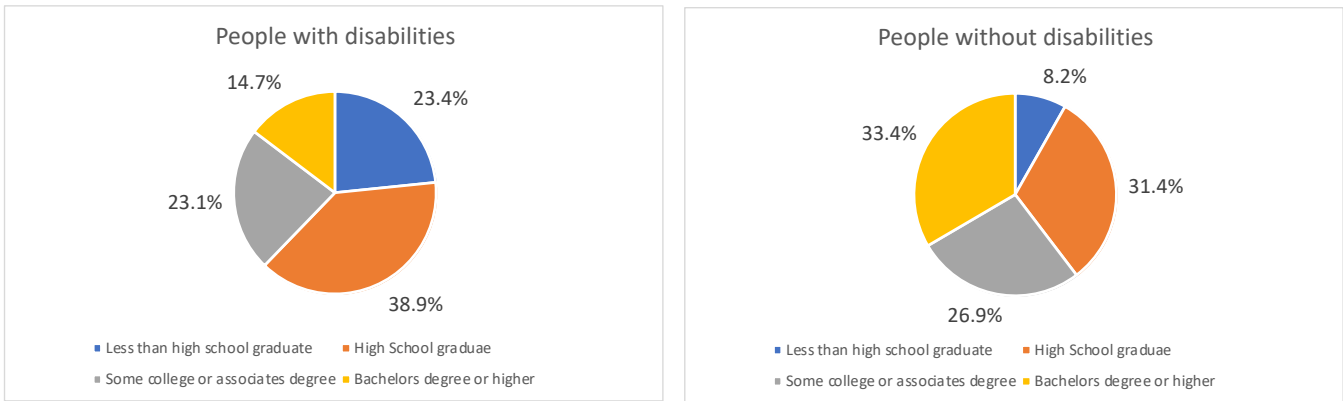 People with disabilities
14.7%
23.4%
23.1%
38.9%
Less than high school graduate High School graduae
Some college or associates degree Bachelors degree or higher
People without disabilities
8.2%
33.4%
31.4%
26.9%
Less than high school graduate High School graduae
Some college or associates degree Bachelors degree or higher